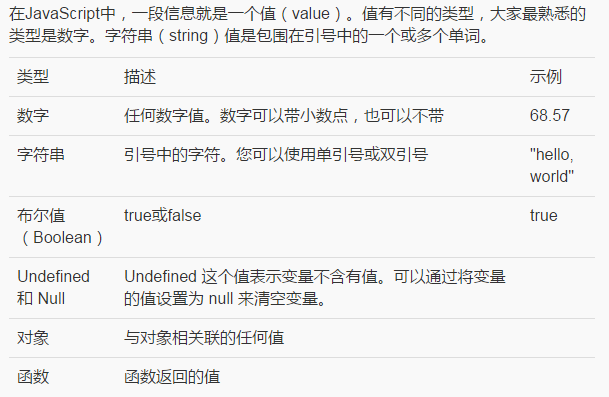 在JavaScript中，一段信息就是一个值（value）。值有不同的类型，大家最熟悉的
类型是数字。字符串（string）值是包围在引号中的一个或多个单词。
类型 描述 示例
数字 任何数字值。数字可以带小数点，也可以不带 68.57
字符串 引号中的字符。您可以使用单引号或双引号 "hello,
world"
布尔值 true或false true
（Boolean）
Undefined Undefined 这个值表示变量不含有值。可以通过将变量
和 Null 的值设置为 null 来清空变量。
对象 与对象相关联的任何值
函数 函数返回的值